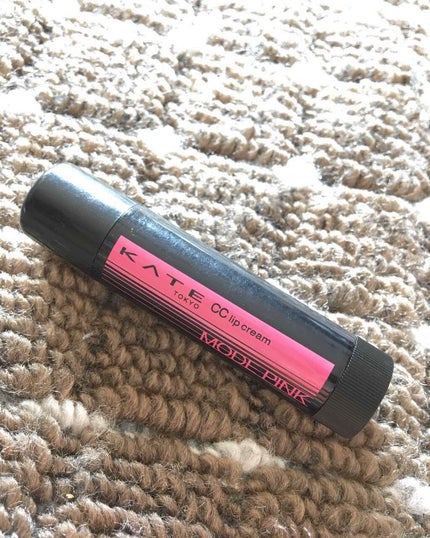 KATE
TOKYO
CC lip cream
MODE PINK